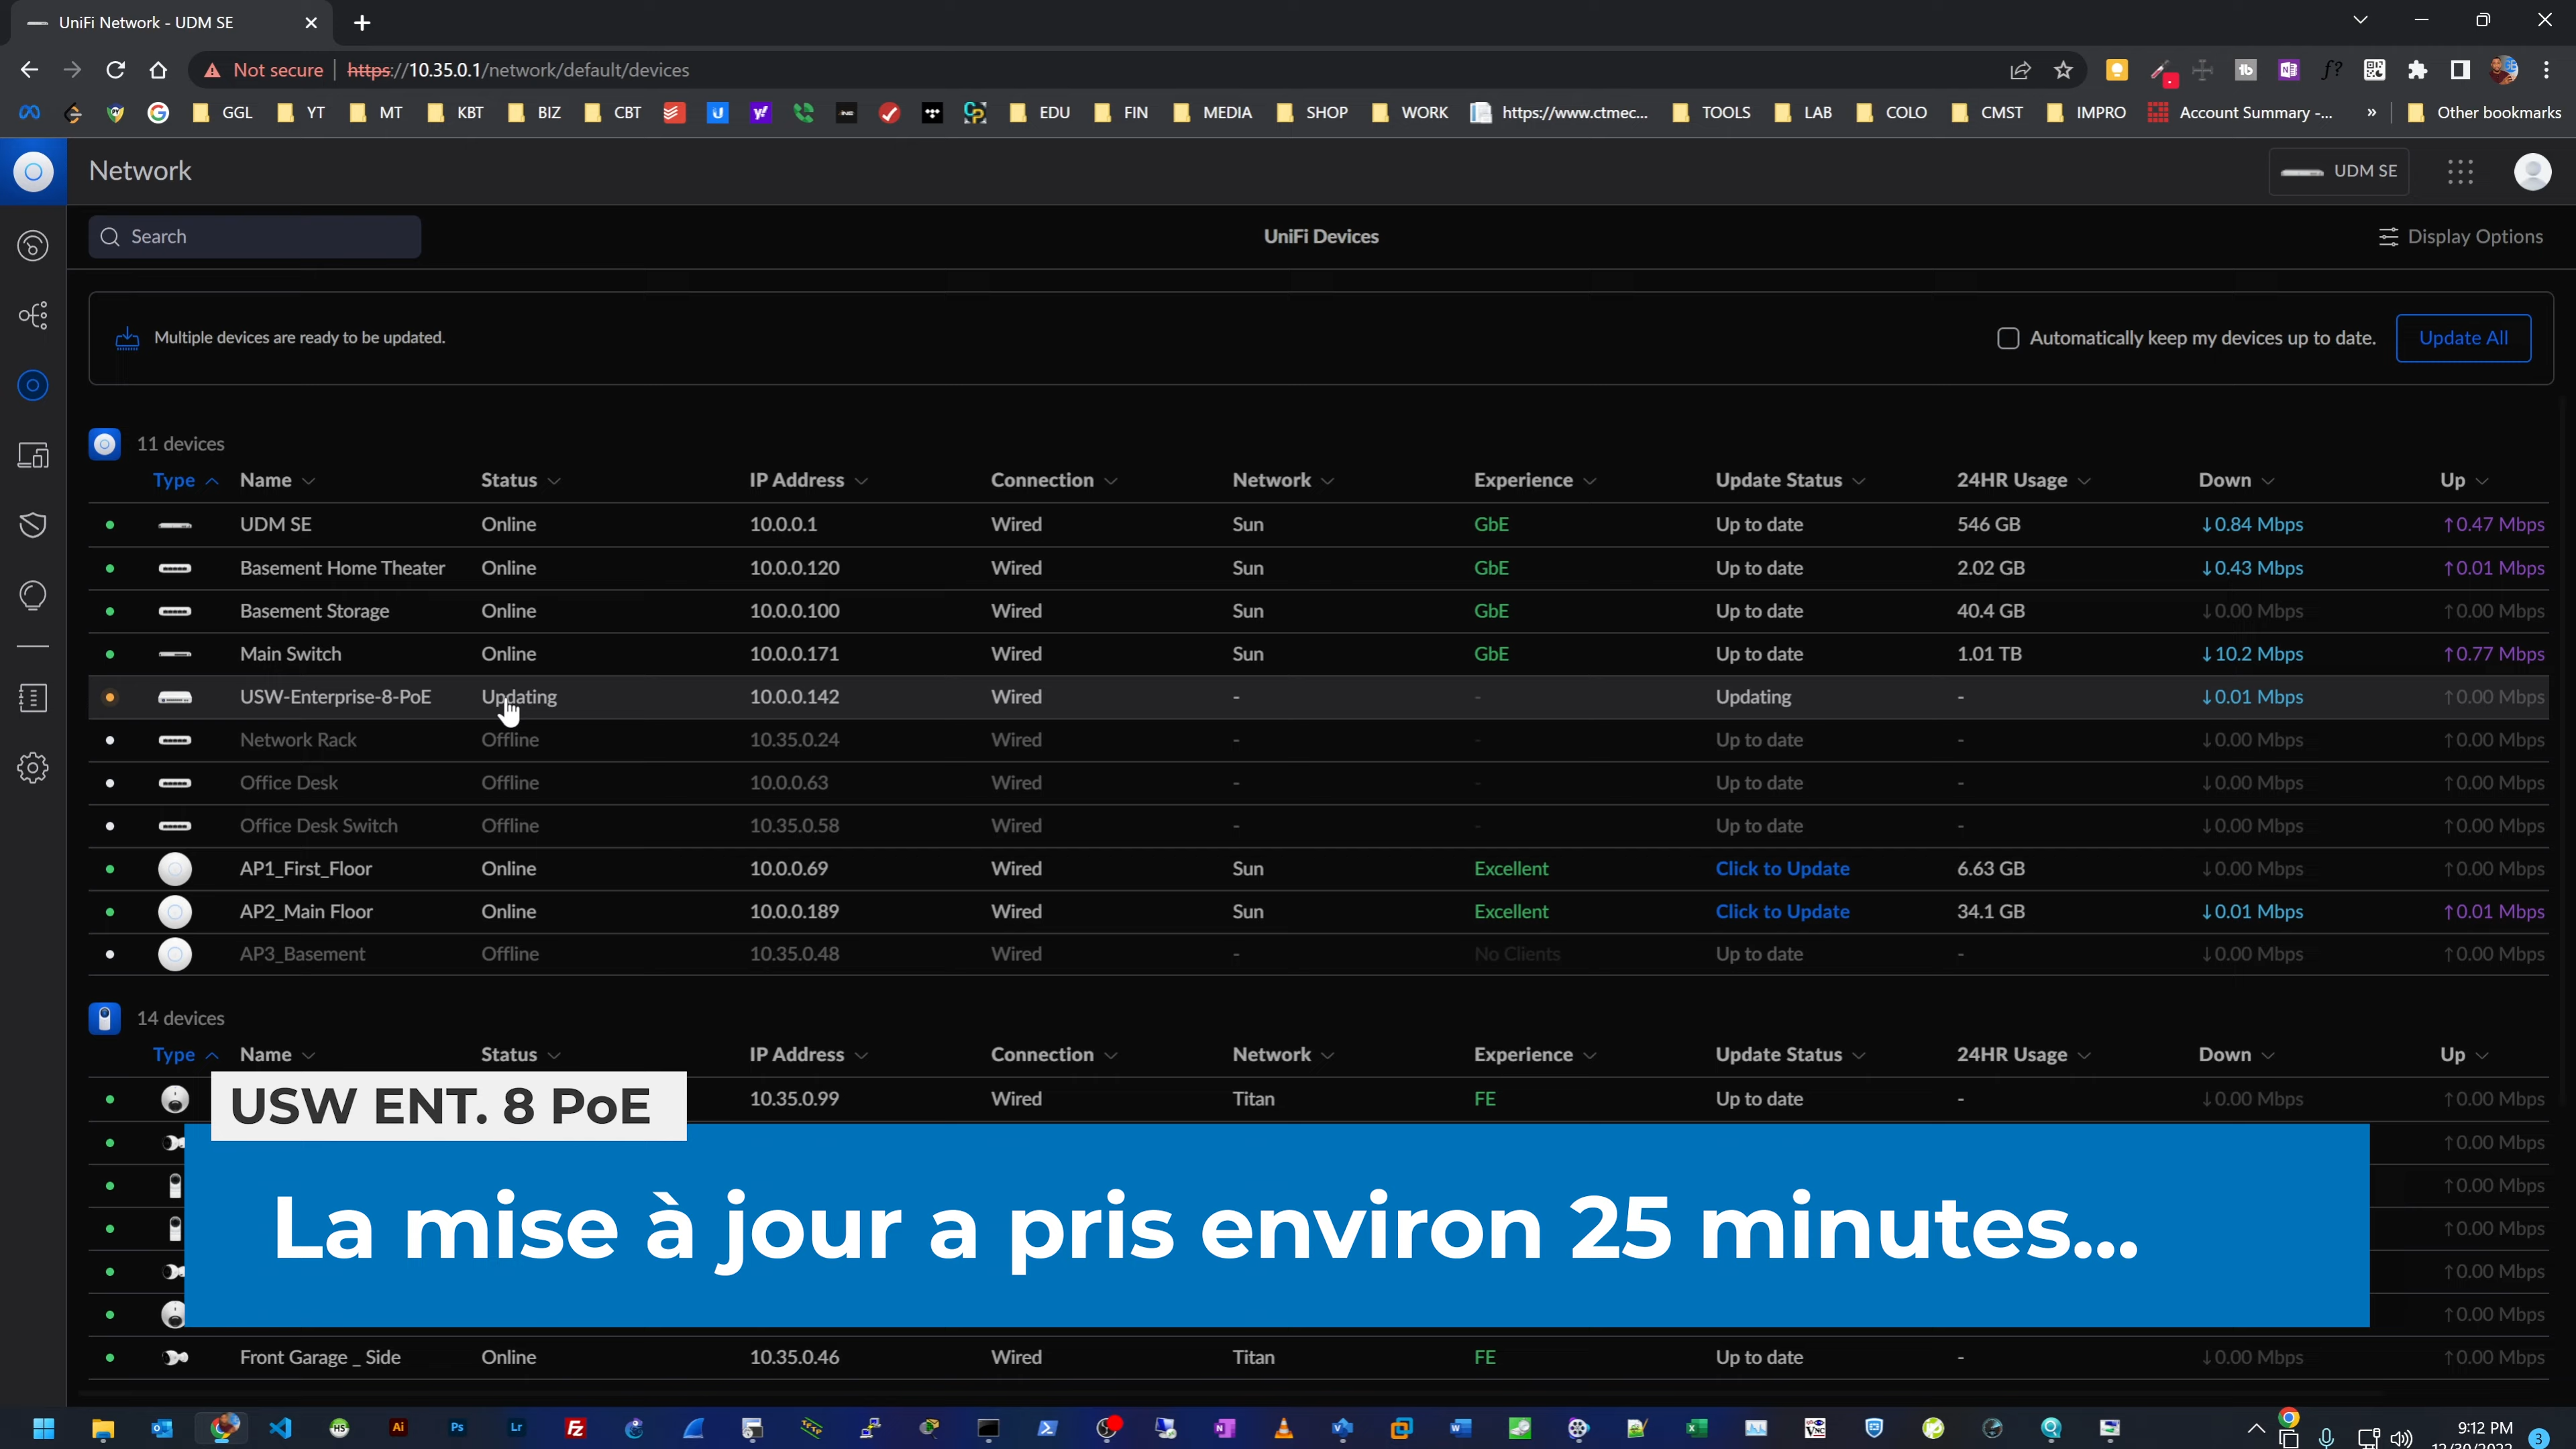 UniFi Network - UDM SE
Not secure https://10.35.0.1/network/default/devices
GGL YT MT KBT BIZ CBT EDU FIN MEDIA SHOP WORK https://www.ctmec... TOOLS LAB COLO CMST IMPRO Account Summary -... » Other bookmarks
Network UDM SE
Search UniFi Devices Display Options
Multiple devices are ready to be updated. Automatically keep my devices up to date. Update All
11 devices
Type Name Status IP Address Connection Network Experience Update Status 24HR Usage Down Up
UDM SE Online 10.0.0.1 Wired Sun GbE Up to date 546 GB ↓0.84 Mbps ↑0.47 Mbps
Basement Home Theater Online 10.0.0.120 Wired Sun GbE Up to date 2.02 GB ↓0.43 Mbps ↑0.01 Mbps
Basement Storage Online 10.0.0.100 Wired Sun GbE Up to date 40.4 GB ↓0.00 Mbps ↑0.00 Mbps
Main Switch Online 10.0.0.171 Wired Sun GbE Up to date 1.01 TB ↓10.2 Mbps ↑0.77 Mbps
USW-Enterprise-8-PoE Updating 10.0.0.142 Wired - - Updating - ↓0.01 Mbps ↑0.00 Mbps
Network Rack Offline 10.35.0.24 Wired - - Up to date - ↓0.00 Mbps ↑0.00 Mbps
Office Desk Offline 10.0.0.63 Wired - - Up to date - ↓0.00 Mbps ↑0.00 Mbps
Office Desk Switch Offline 10.35.0.58 Wired - - Up to date - ↓0.00 Mbps ↑0.00 Mbps
AP1_First_Floor Online 10.0.0.69 Wired Sun Excellent Click to Update 6.63 GB ↓0.00 Mbps ↑0.00 Mbps
AP2_Main Floor Online 10.0.0.189 Wired Sun Excellent Click to Update 34.1 GB ↓0.01 Mbps ↑0.01 Mbps
AP3_Basement Offline 10.35.0.48 Wired - No Clients Up to date - ↓0.00 Mbps ↑0.00 Mbps
14 devices
Type Name Status IP Address Connection Network Experience Update Status 24HR Usage Down Up
10.35.0.99 Wired Titan FE Up to date - ↓0.00 Mbps ↑0.00 Mbps
USW ENT. 8 PoE
↑0.00 Mbps
↑0.00 Mbps
La mise à jour a pris environ 25 minutes...
↑0.00 Mbps
↑0.00 Mbps
↑0.00 Mbps
Front Garage _ Side Online 10.35.0.46 Wired Titan FE Up to date - ↓0.00 Mbps ↑0.00 Mbps
9:12 PM
3